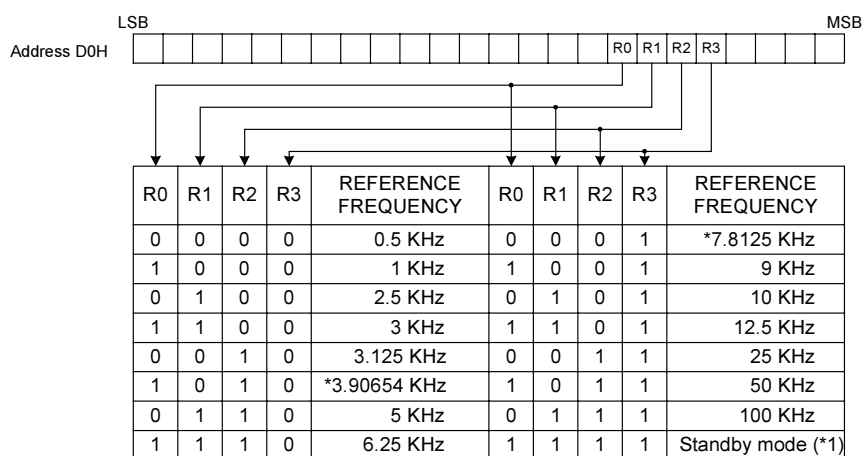 LSB MSB
Address D0H R0 R1 R2 R3
R0 R1 R2 R3 REFERENCE FREQUENCY R0 R1 R2 R3 REFERENCE FREQUENCY
0 0 0 0 0.5 KHz 0 0 0 1 *7.8125 KHz
1 0 0 0 1 KHz 1 0 0 1 9 KHz
0 1 0 0 2.5 KHz 0 1 0 1 10 KHz
1 1 0 0 3 KHz 1 1 0 1 12.5 KHz
0 0 1 0 3.125 KHz 0 0 1 1 25 KHz
1 0 1 0 *3.90654 KHz 1 0 1 1 50 KHz
0 1 1 0 5 KHz 0 1 1 1 100 KHz
1 1 1 0 6.25 KHz 1 1 1 1 Standby mode (*1)